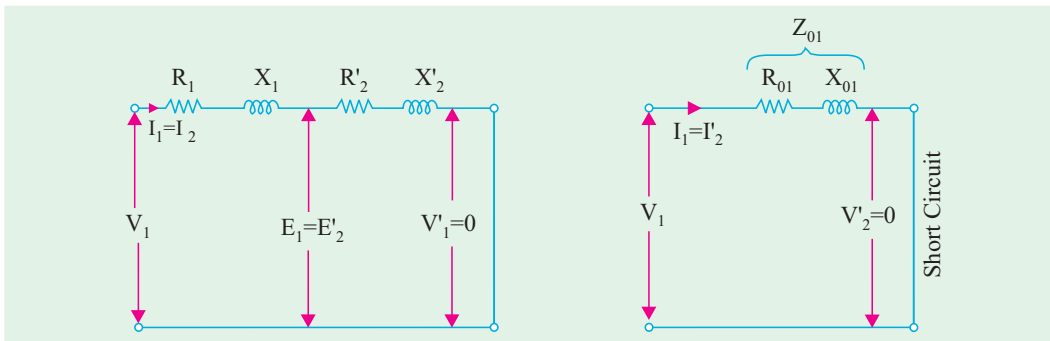 R₁ X₁ R'₂ X'₂
I₁=I₂
V₁ E₁=E'₂ V'₁=0
Z₀₁
R₀₁ X₀₁
I₁=I'₂
V₁ V'₂=0
Short Circuit